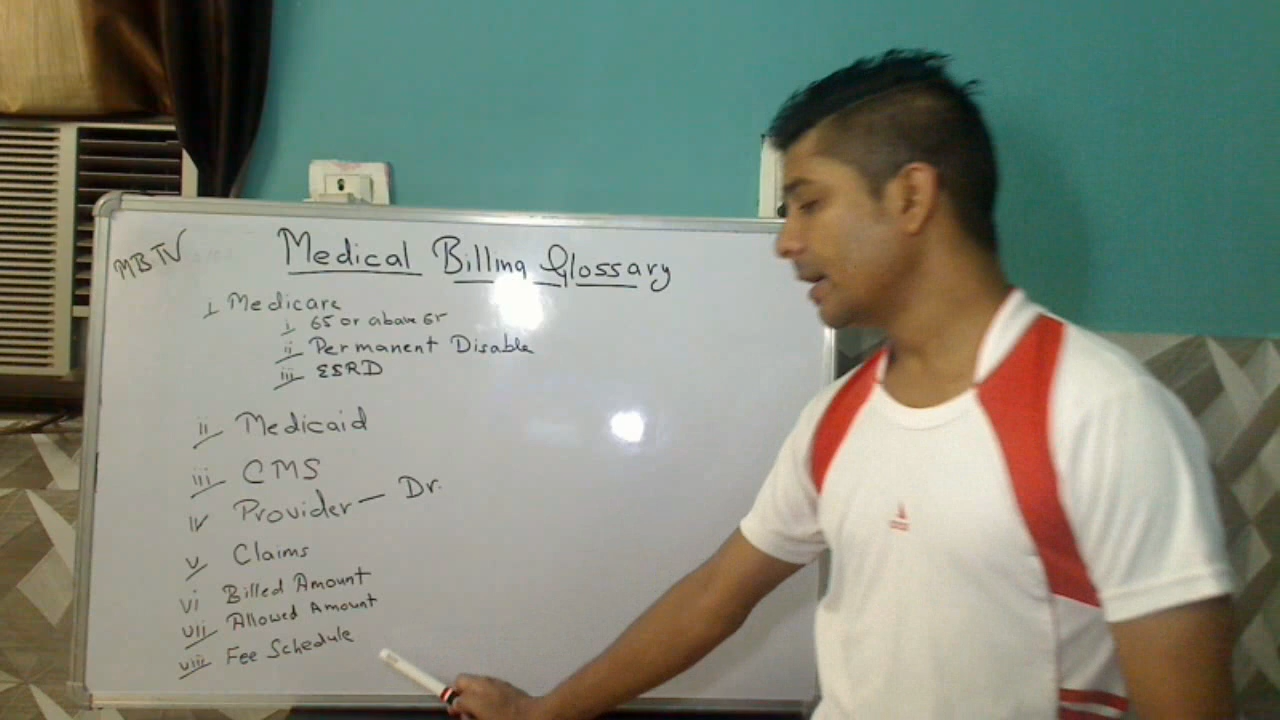 MBTV
Medical Billing Glossary
I Medicare
i 65 or above 65
ii Permanent Disable
iii ESRD
ii Medicaid
iii CMS
iv Provider — Dr.
v Claims
vi Billed Amount
vii Allowed Amount
viii Fee Schedule